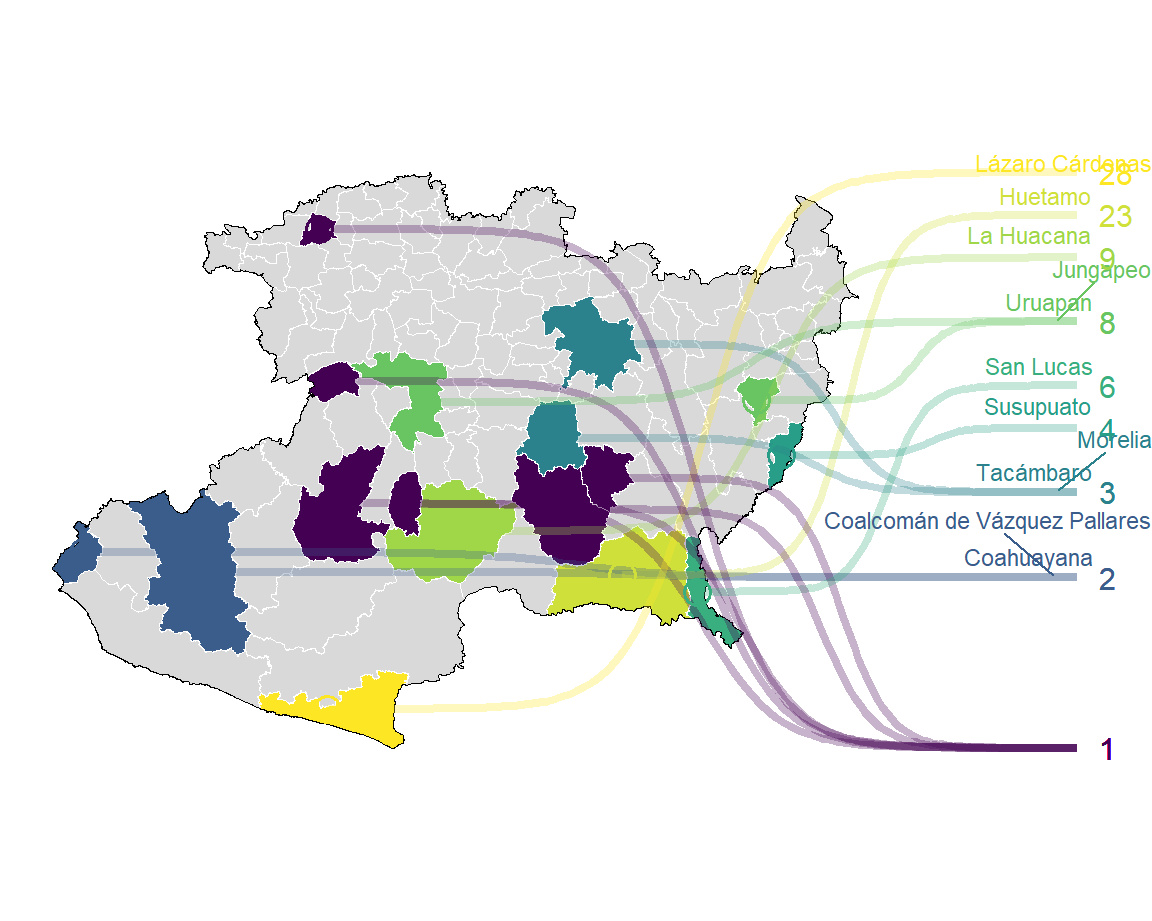 Lázaro Cárdenas
28
Huetamo
23
La Huacana
9
Jungapeo
Uruapan
8
San Lucas
6
Susupuato
4
Morelia
Tacámbaro
3
Coalcomán de Vázquez Pallares
Coahuayana
2
1